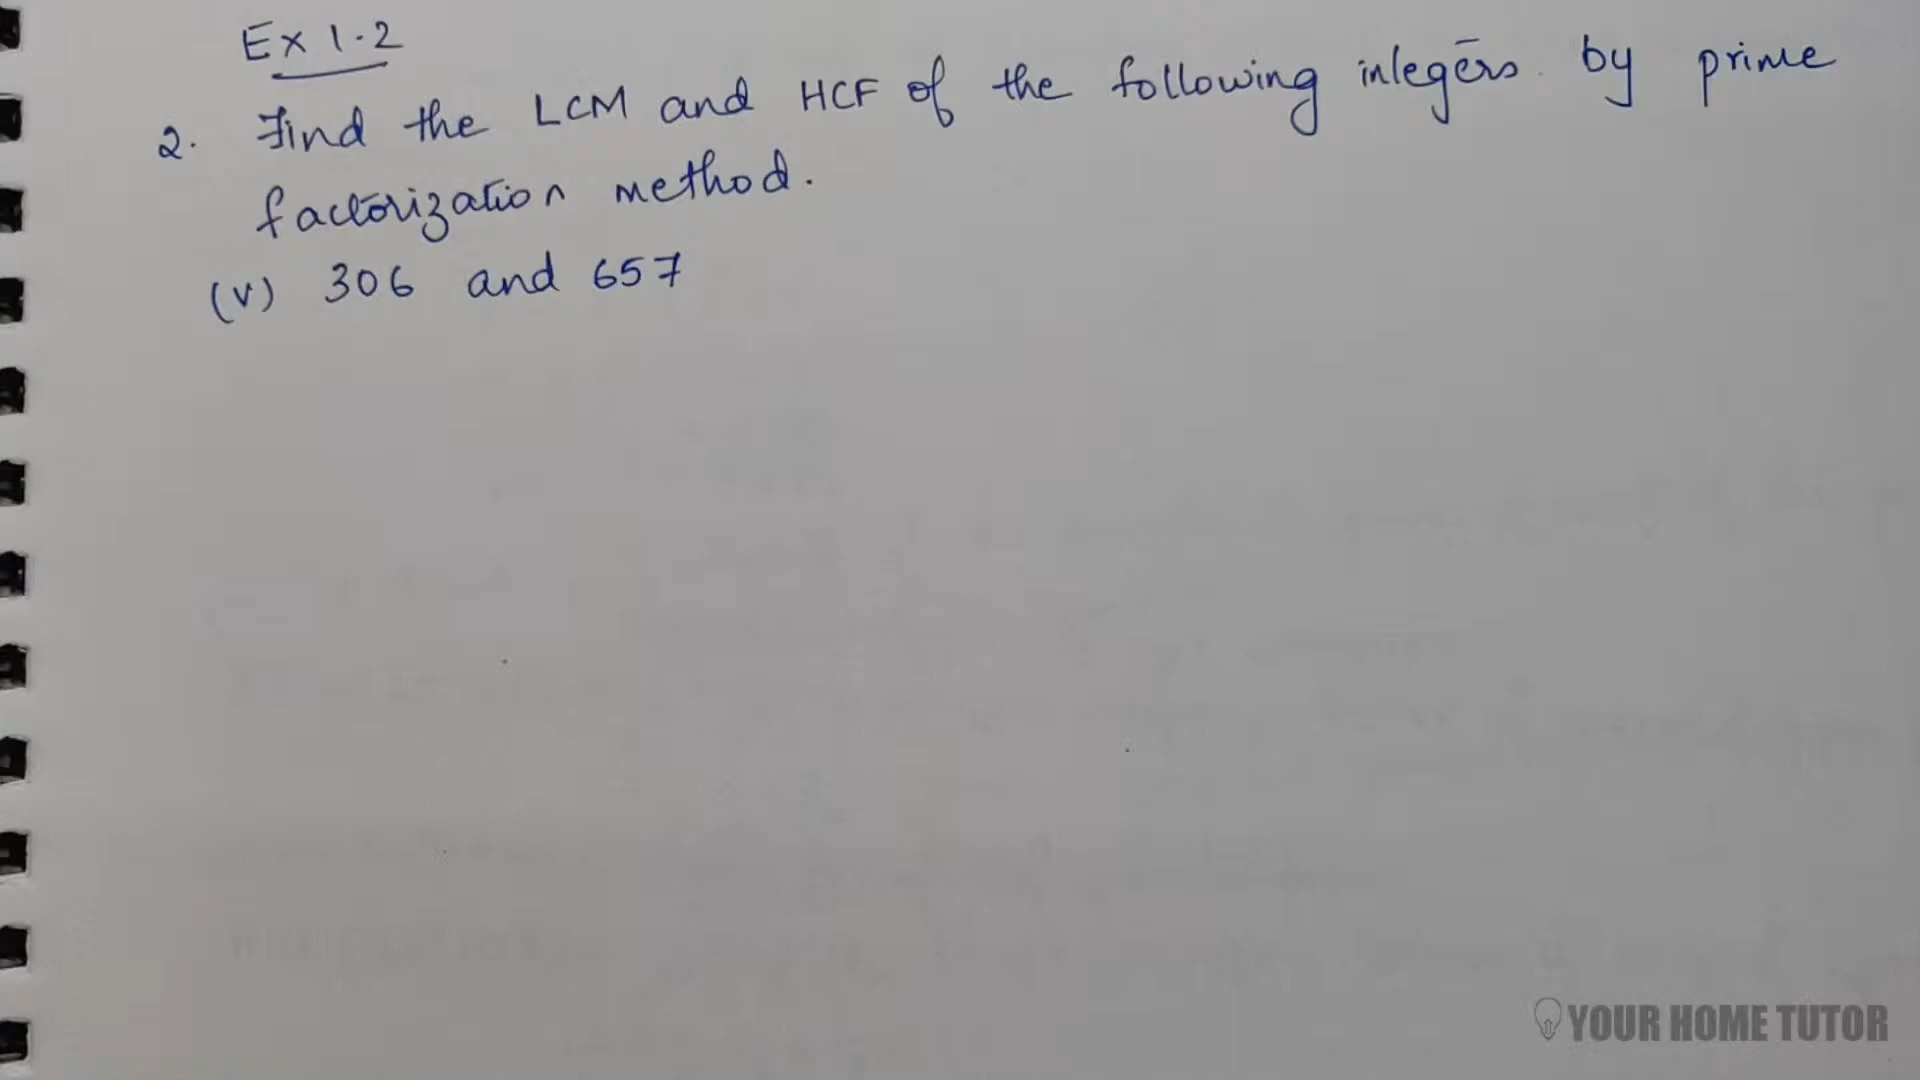 Ex 1.2
2. Find the LCM and HCF of the following integers by prime
factorization method.
(v) 306 and 657
YOUR HOME TUTOR